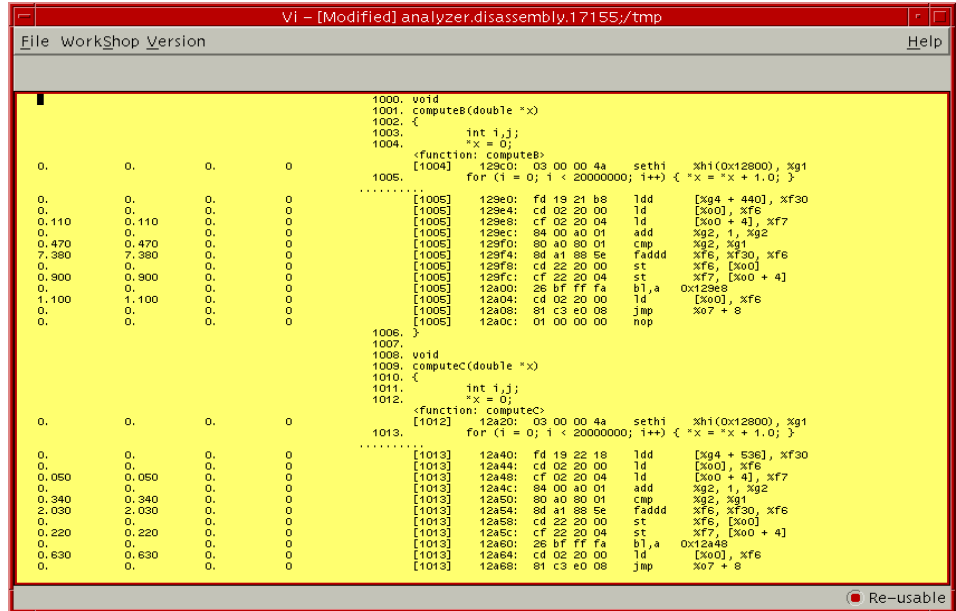 Vi – [Modified] analyzer.disassembly.17155;/tmp
File WorkShop Version Help
1000. void
1001. computeB(double *x)
1002. {
1003. int i,j;
1004. *x = 0;
<function: computeB>
0. 0. 0. 0 [1004] 129c0: 03 00 00 4a sethi %hi(0x12800), %g1
1005. for (i = 0; i < 20000000; i++) { *x = *x + 1.0; }
..........
0. 0. 0. 0 [1005] 129e0: fd 19 21 b8 ldd [%g4 + 440], %f30
0. 0. 0. 0 [1005] 129e4: cd 02 20 00 ld [%o0], %f6
0.110 0.110 0. 0 [1005] 129e8: cf 02 20 04 ld [%o0 + 4], %f7
0. 0. 0. 0 [1005] 129ec: 84 00 a0 01 add %g2, 1, %g2
0.470 0.470 0. 0 [1005] 129f0: 80 a0 80 01 cmp %g2, %g1
7.380 7.380 0. 0 [1005] 129f4: 8d a1 88 5e faddd %f6, %f30, %f6
0. 0. 0. 0 [1005] 129f8: cd 22 20 00 st %f6, [%o0]
0.900 0.900 0. 0 [1005] 129fc: cf 22 20 04 st %f7, [%o0 + 4]
0. 0. 0. 0 [1005] 12a00: 26 bf ff fa bl,a 0x129e8
1.100 1.100 0. 0 [1005] 12a04: cd 02 20 00 ld [%o0], %f6
0. 0. 0. 0 [1005] 12a08: 81 c3 e0 08 jmp %o7 + 8
0. 0. 0. 0 [1005] 12a0c: 01 00 00 00 nop
1006. }
1007.
1008. void
1009. computeC(double *x)
1010. {
1011. int i,j;
1012. *x = 0;
<function: computeC>
0. 0. 0. 0 [1012] 12a20: 03 00 00 4a sethi %hi(0x12800), %g1
1013. for (i = 0; i < 20000000; i++) { *x = *x + 1.0; }
..........
0. 0. 0. 0 [1013] 12a40: fd 19 22 18 ldd [%g4 + 536], %f30
0. 0. 0. 0 [1013] 12a44: cd 02 20 00 ld [%o0], %f6
0.050 0.050 0. 0 [1013] 12a48: cf 02 20 04 ld [%o0 + 4], %f7
0. 0. 0. 0 [1013] 12a4c: 84 00 a0 01 add %g2, 1, %g2
0.340 0.340 0. 0 [1013] 12a50: 80 a0 80 01 cmp %g2, %g1
2.030 2.030 0. 0 [1013] 12a54: 8d a1 88 5e faddd %f6, %f30, %f6
0. 0. 0. 0 [1013] 12a58: cd 22 20 00 st %f6, [%o0]
0.220 0.220 0. 0 [1013] 12a5c: cf 22 20 04 st %f7, [%o0 + 4]
0. 0. 0. 0 [1013] 12a60: 26 bf ff fa bl,a 0x12a48
0.630 0.630 0. 0 [1013] 12a64: cd 02 20 00 ld [%o0], %f6
0. 0. 0. 0 [1013] 12a68: 81 c3 e0 08 jmp %o7 + 8
Re-usable